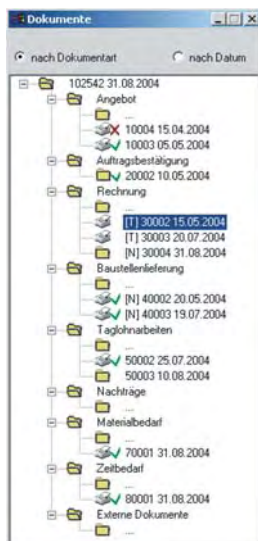 Dokumente
nach Dokumentart nach Datum
102542 31.08.2004
Angebot
...
10004 15.04.2004
10003 05.05.2004
Auftragsbestätigung
20002 10.05.2004
Rechnung
...
[T] 30002 15.05.2004
[T] 30003 20.07.2004
[N] 30004 31.08.2004
Baustellenlieferung
...
[N] 40002 20.05.2004
[N] 40003 19.07.2004
Taglohnarbeiten
...
50002 25.07.2004
50003 10.08.2004
Nachträge
...
Materialbedarf
...
70001 31.08.2004
Zeitbedarf
...
80001 31.08.2004
Externe Dokumente
...